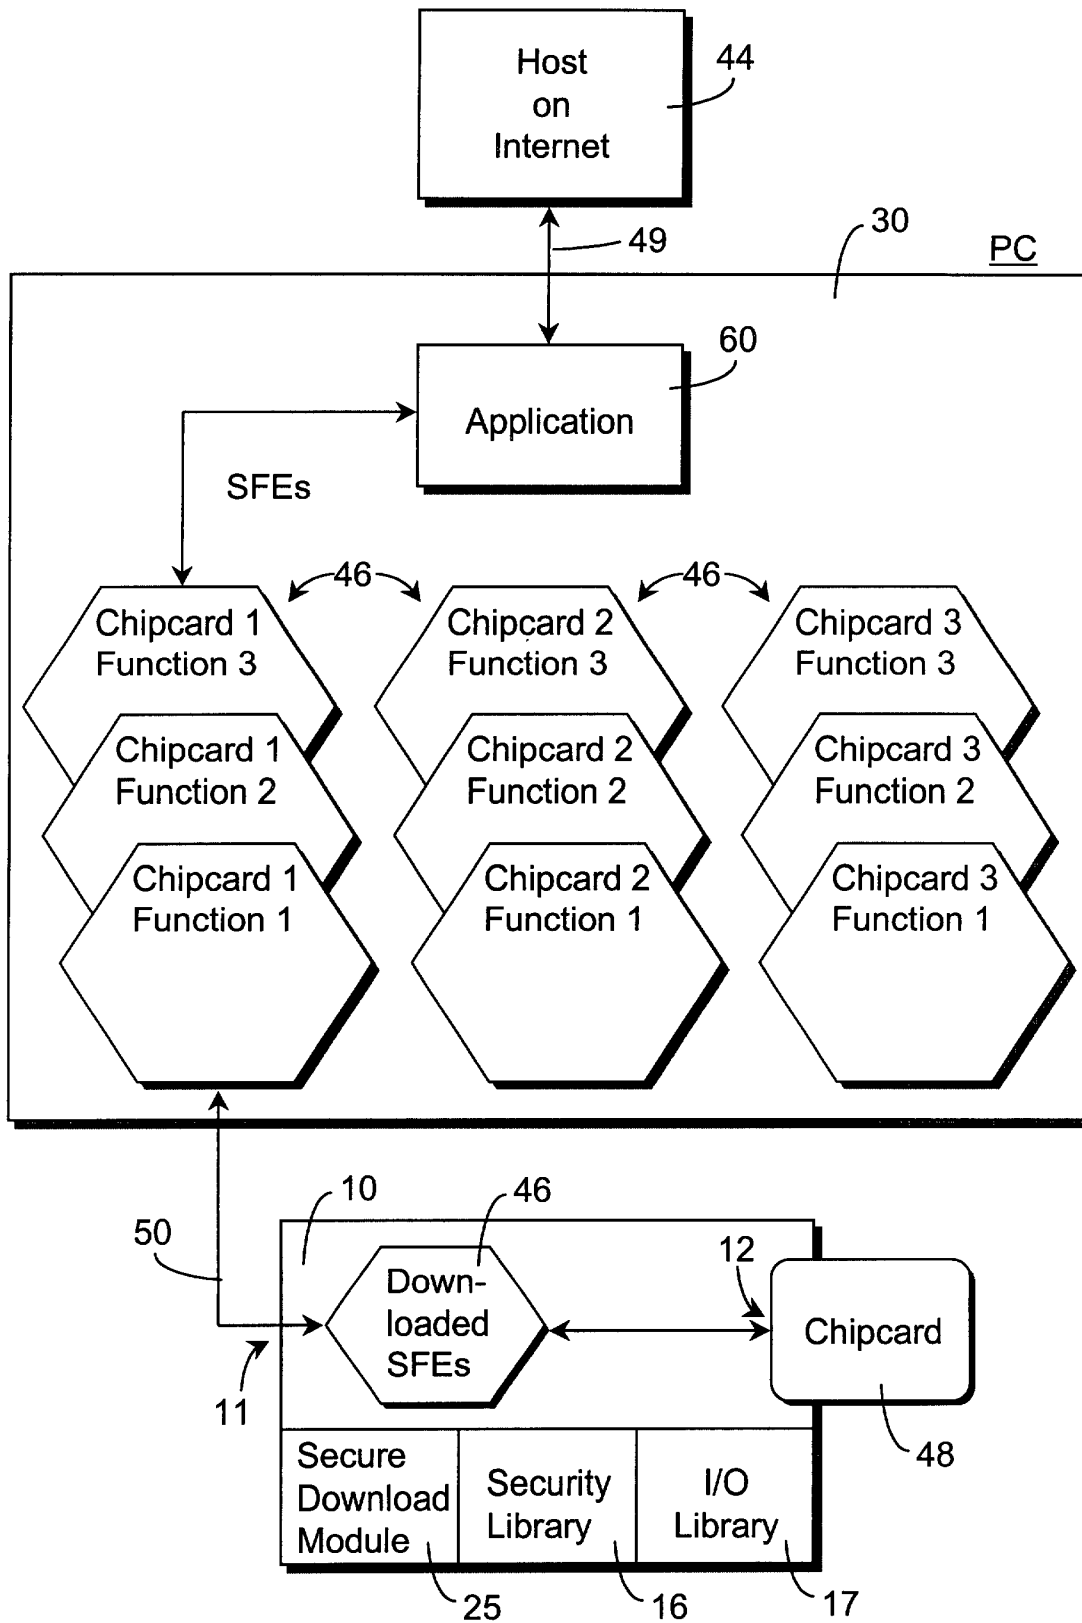 Host
on
Internet
44
49
30
PC
60
Application
SFEs
46
46
Chipcard 1
Function 3
Chipcard 2
Function 3
Chipcard 3
Function 3
Chipcard 1
Function 2
Chipcard 2
Function 2
Chipcard 3
Function 2
Chipcard 1
Function 1
Chipcard 2
Function 1
Chipcard 3
Function 1
10
46
50
12
Down-
loaded
SFEs
Chipcard
11
48
Secure
Download
Module
Security
Library
I/O
Library
25
16
17